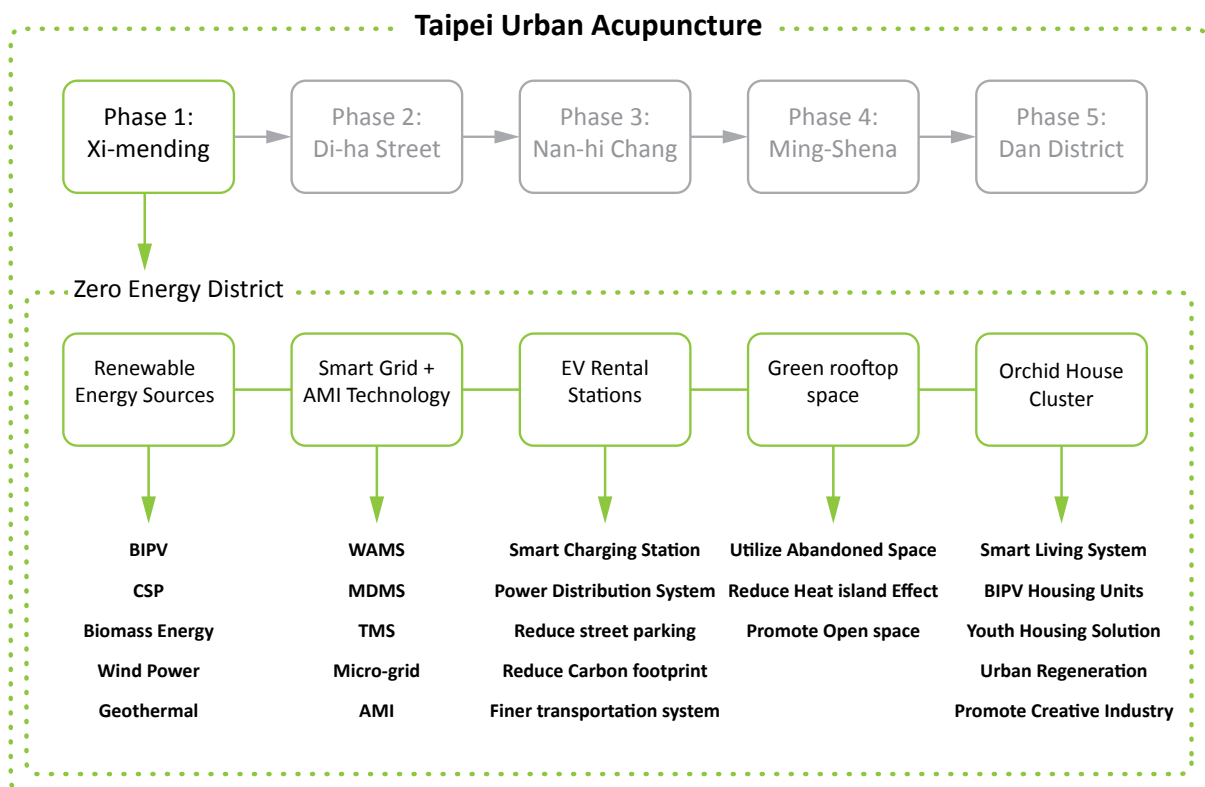 Taipei Urban Acupuncture
Phase 1:
Xi-mending
Phase 2:
Di-ha Street
Phase 3:
Nan-hi Chang
Phase 4:
Ming-Shena
Phase 5:
Dan District
Zero Energy District
Renewable
Energy Sources
Smart Grid +
AMI Technology
EV Rental
Stations
Green rooftop
space
Orchid House
Cluster
BIPV
CSP
Biomass Energy
Wind Power
Geothermal
WAMS
MDMS
TMS
Micro-grid
AMI
Smart Charging Station
Power Distribution System
Reduce street parking
Reduce Carbon footprint
Finer transportation system
Utilize Abandoned Space
Reduce Heat island Effect
Promote Open space
Smart Living System
BIPV Housing Units
Youth Housing Solution
Urban Regeneration
Promote Creative Industry